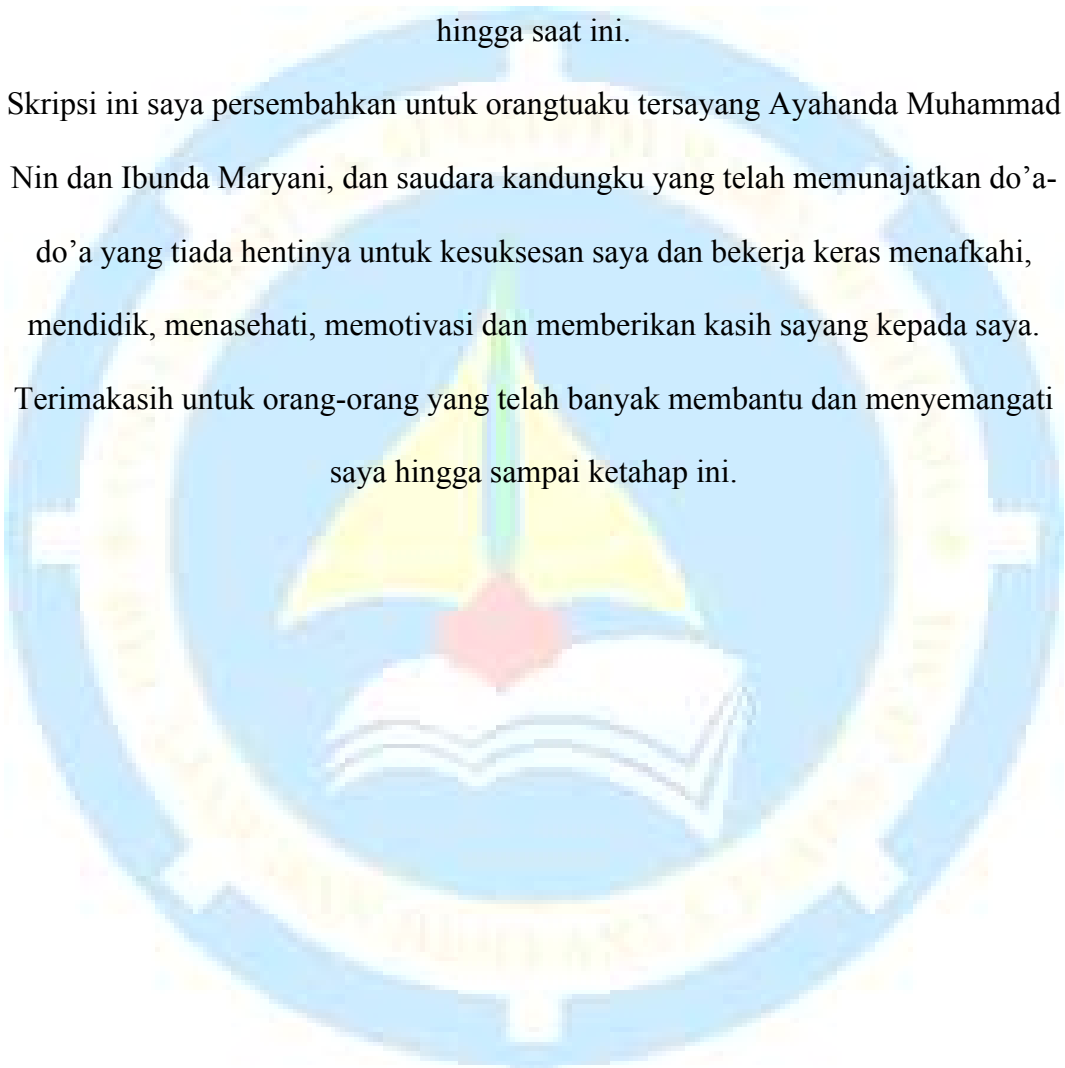 hingga saat ini.
Skripsi ini saya persembahkan untuk orangtuaku tersayang Ayahanda Muhammad
Nin dan Ibunda Maryani, dan saudara kandungku yang telah memunajatkan do’a-
do’a yang tiada hentinya untuk kesuksesan saya dan bekerja keras menafkahi,
mendidik, menasehati, memotivasi dan memberikan kasih sayang kepada saya.
Terimakasih untuk orang-orang yang telah banyak membantu dan menyemangati
saya hingga sampai ketahap ini.